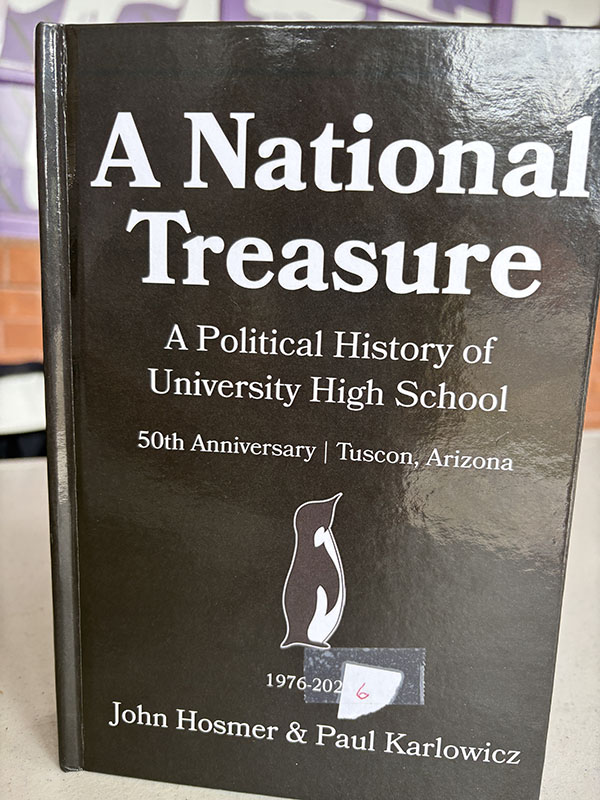 A National
Treasure
A Political History of
University High School
50th Anniversary | Tuscon, Arizona
1976-2026
John Hosmer & Paul Karlowicz